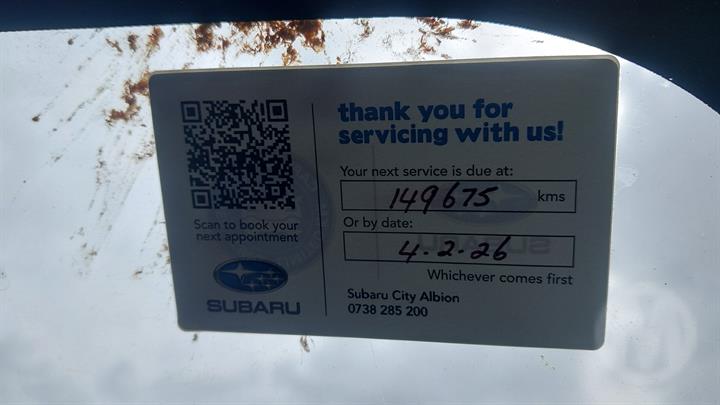 thank you for
servicing with us!
Your next service is due at:
149675 kms
Or by date:
4.2.26
Whichever comes first
Subaru City Albion
0738 285 200
Scan to book your
next appointment
SUBARU